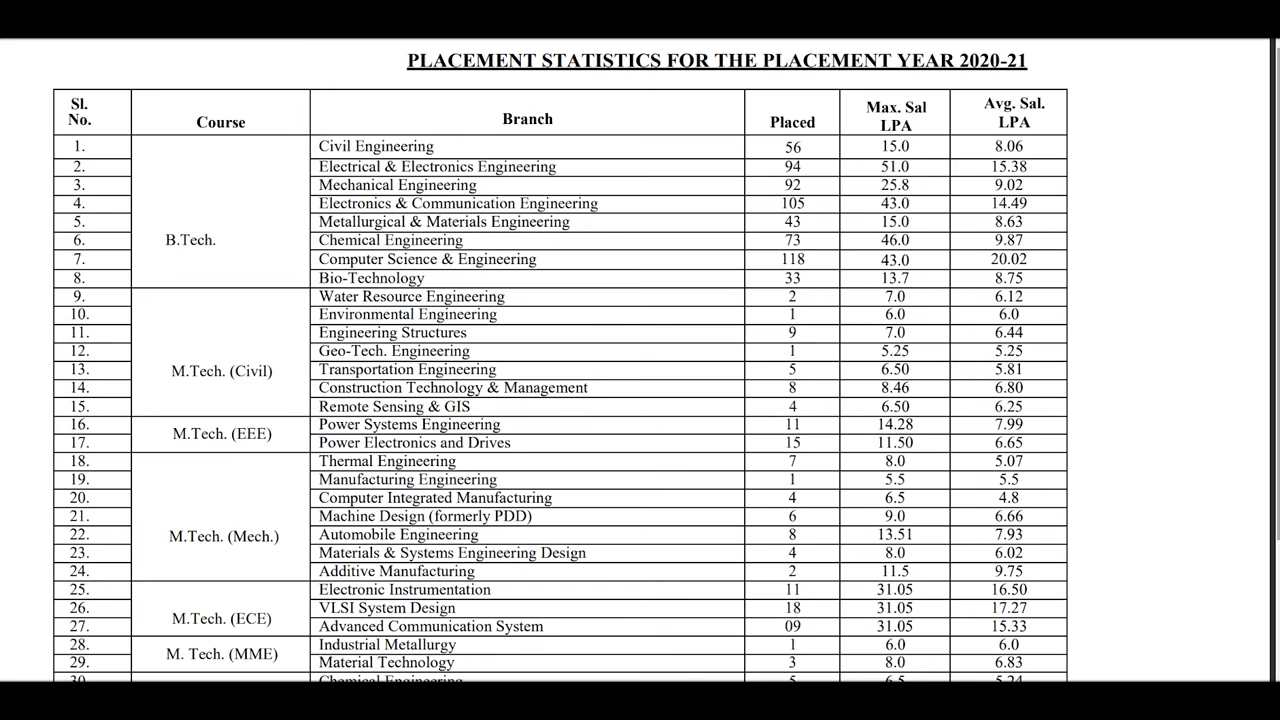 PLACEMENT STATISTICS FOR THE PLACEMENT YEAR 2020-21
Sl. No. Course Branch Placed Max. Sal LPA Avg. Sal. LPA
1. B.Tech. Civil Engineering 56 15.0 8.06
2. Electrical & Electronics Engineering 94 51.0 15.38
3. Mechanical Engineering 92 25.8 9.02
4. Electronics & Communication Engineering 105 43.0 14.49
5. Metallurgical & Materials Engineering 43 15.0 8.63
6. Chemical Engineering 73 46.0 9.87
7. Computer Science & Engineering 118 43.0 20.02
8. Bio-Technology 33 13.7 8.75
9. M.Tech. (Civil) Water Resource Engineering 2 7.0 6.12
10. Environmental Engineering 1 6.0 6.0
11. Engineering Structures 9 7.0 6.44
12. Geo-Tech. Engineering 1 5.25 5.25
13. Transportation Engineering 5 6.50 5.81
14. Construction Technology & Management 8 8.46 6.80
15. Remote Sensing & GIS 4 6.50 6.25
16. M.Tech. (EEE) Power Systems Engineering 11 14.28 7.99
17. Power Electronics and Drives 15 11.50 6.65
18. M.Tech. (Mech.) Thermal Engineering 7 8.0 5.07
19. Manufacturing Engineering 1 5.5 5.5
20. Computer Integrated Manufacturing 4 6.5 4.8
21. Machine Design (formerly PDD) 6 9.0 6.66
22. Automobile Engineering 8 13.51 7.93
23. Materials & Systems Engineering Design 4 8.0 6.02
24. Additive Manufacturing 2 11.5 9.75
25. M.Tech. (ECE) Electronic Instrumentation 11 31.05 16.50
26. VLSI System Design 18 31.05 17.27
27. Advanced Communication System 09 31.05 15.33
28. M. Tech. (MME) Industrial Metallurgy 1 6.0 6.0
29. Material Technology 3 8.0 6.83
30. Chemical Engineering 5 6.5 5.24